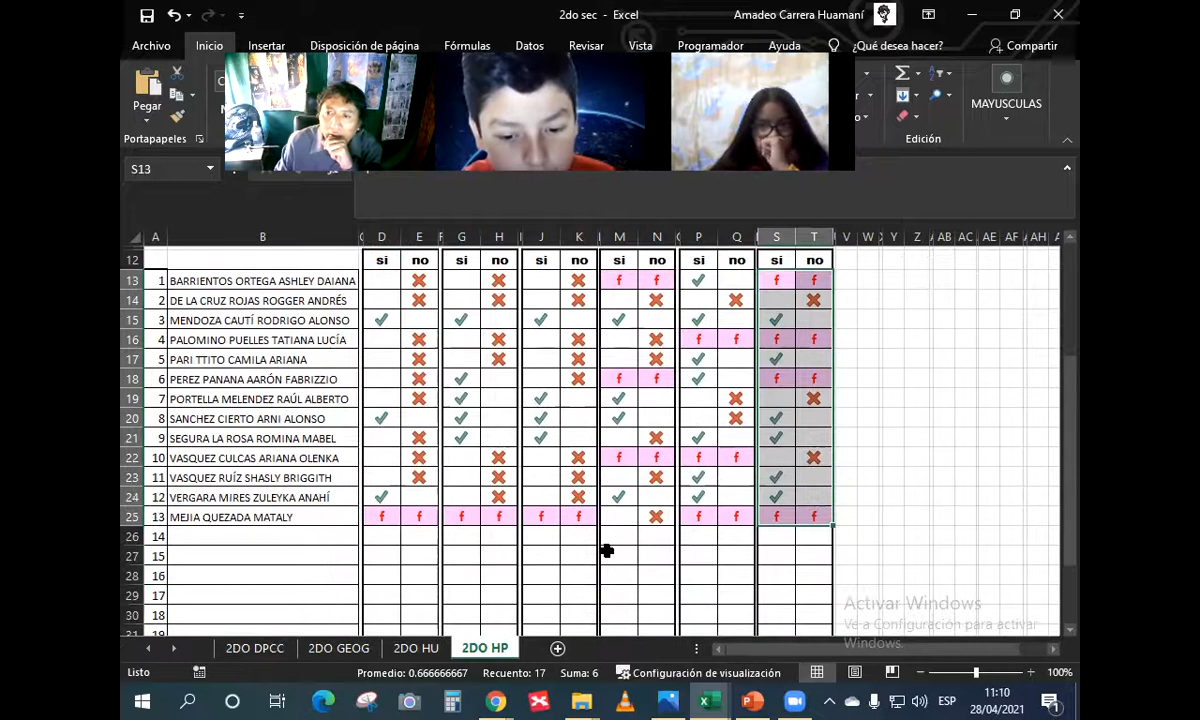 2do sec - Excel Amadeo Carrera Huamaní
Archivo Inicio Insertar Disposición de página Fórmulas Datos Revisar Vista Programador Ayuda ¿Qué desea hacer? Compartir
Pegar MAYUSCULAS
Portapapeles Edición
S13
A B D E G H J K M N P Q S T V W Y Z AB AC AE AF AH
12 si no si no si no si no si no si no
13 1 BARRIENTOS ORTEGA ASHLEY DAIANA f f f f
14 2 DE LA CRUZ ROJAS ROGGER ANDRÉS
15 3 MENDOZA CAUTÍ RODRIGO ALONSO
16 4 PALOMINO PUELLES TATIANA LUCÍA f f f f
17 5 PARI TTITO CAMILA ARIANA
18 6 PEREZ PANANA AARÓN FABRIZZIO f f f f
19 7 PORTELLA MELENDEZ RAÚL ALBERTO
20 8 SANCHEZ CIERTO ARNI ALONSO
21 9 SEGURA LA ROSA ROMINA MABEL
22 10 VASQUEZ CULCAS ARIANA OLENKA f f f f
23 11 VASQUEZ RUÍZ SHASLY BRIGGITH
24 12 VERGARA MIRES ZULEYKA ANAHÍ
25 13 MEJIA QUEZADA MATALY f f f f f f f f f f
26 14
27 15
28 16
29 17
30 18
Activar Windows
Ve a Configuración para activar
Windows.
2DO DPCC 2DO GEOG 2DO HU 2DO HP
Listo Promedio: 0.666666667 Recuento: 17 Suma: 6 Configuración de visualización 100%
ESP 11:10
28/04/2021 1